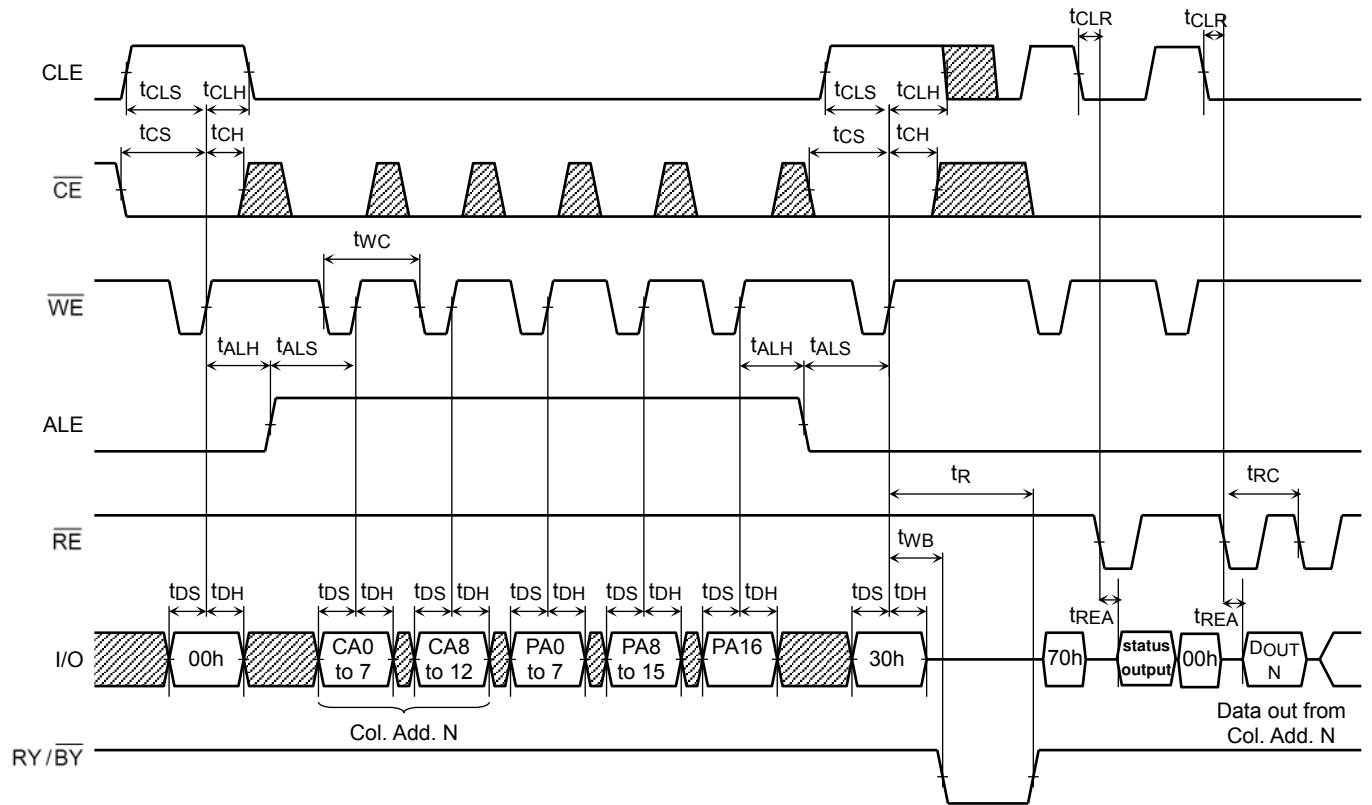 tCLR tCLR
CLE
tCLS tCLH tCLS tCLH
tCS tCH tCS tCH
CE
tWC
WE
tALH tALS tALH tALS
ALE
tR tRC
RE
tWB
tDS tDH tDS tDH tDS tDH tDS tDH tDS tDH tDS tDH tDS tDH
tREA tREA
I/O
00h
CA0
to 7
CA8
to 12
PA0
to 7
PA8
to 15
PA16
30h
70h
status
output
00h
DOUT
N
Col. Add. N
Data out from
Col. Add. N
RY/BY